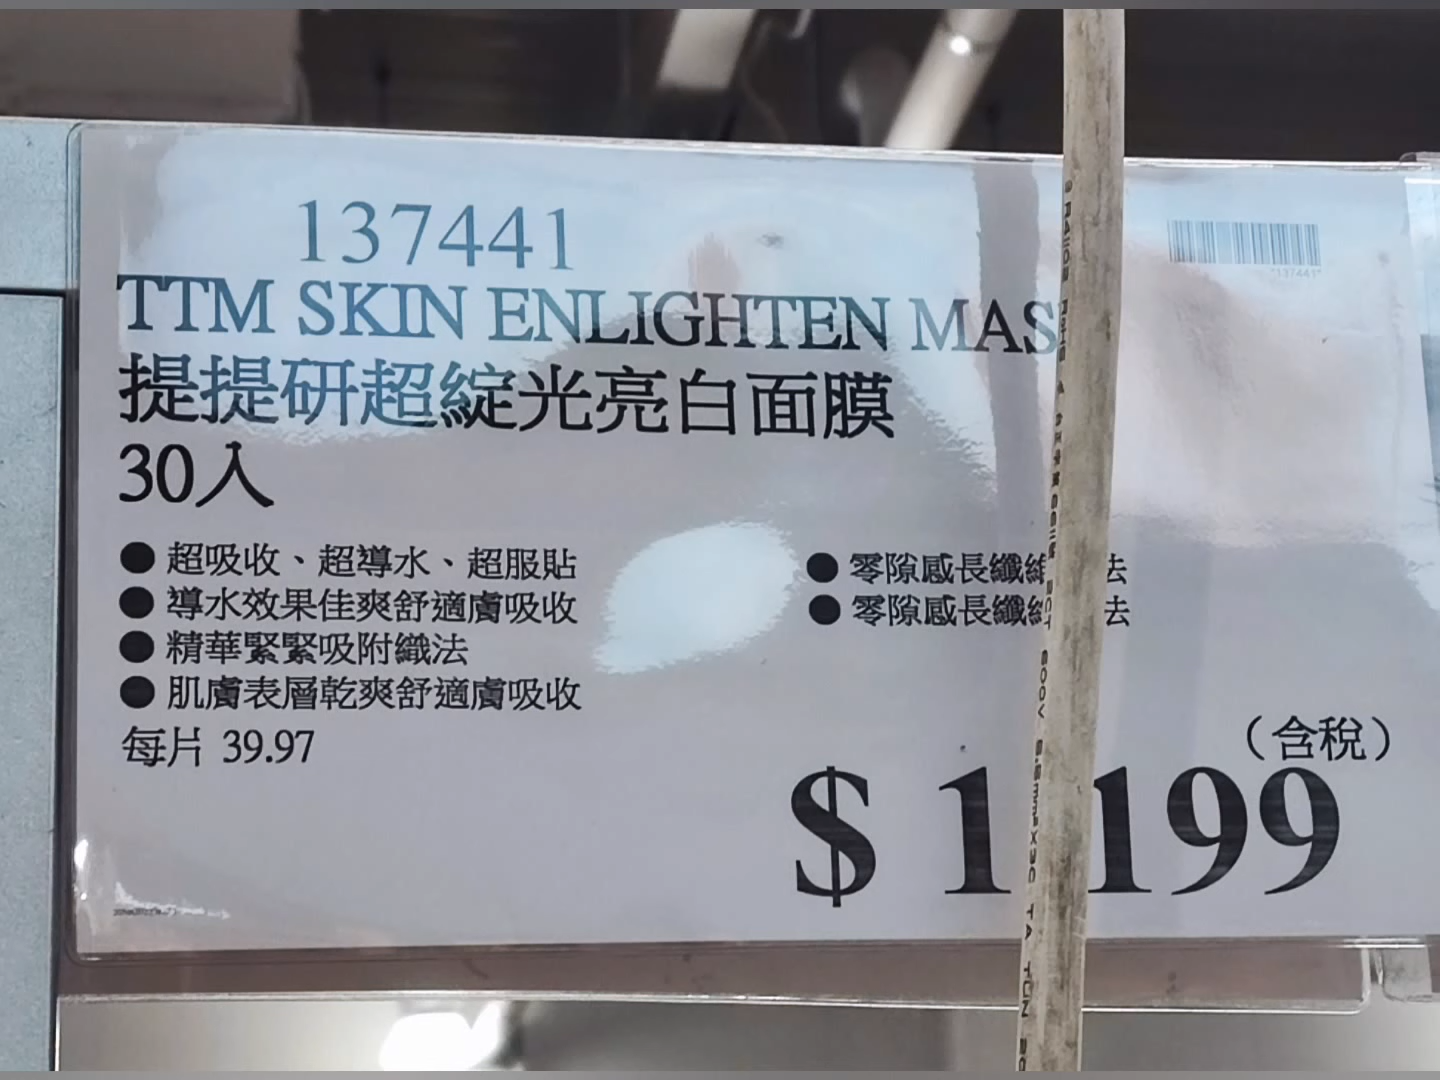 137441
"137441"
TTM SKIN ENLIGHTEN MAS
提提研超綻光亮白面膜
30入
● 超吸收、超導水、超服貼
● 導水效果佳爽舒適膚吸收
● 精華緊緊吸附織法
● 肌膚表層乾爽舒適膚吸收
● 零隙感長纖維 法
● 零隙感長纖維 法
每片 39.97
（含稅）
$ 1199